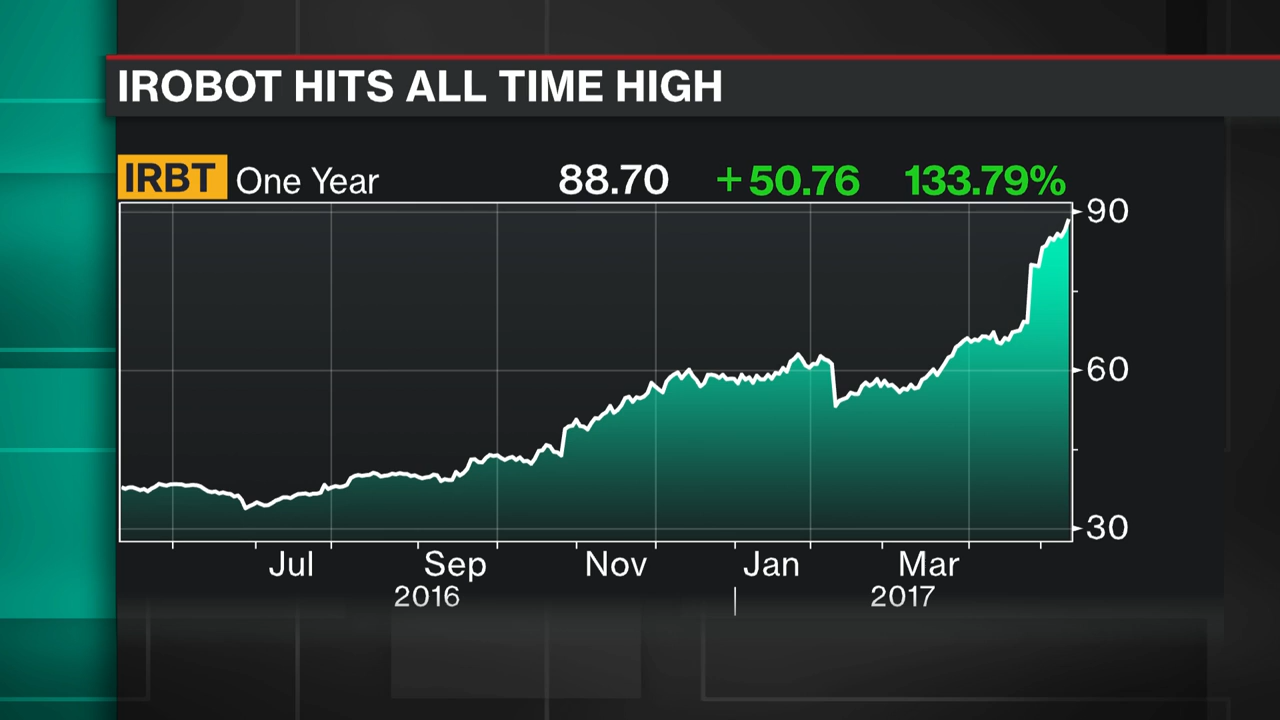 IROBOT HITS ALL TIME HIGH
IRBT One Year 88.70 +50.76 133.79%
90
60
30
Jul Sep Nov Jan Mar
2016 2017